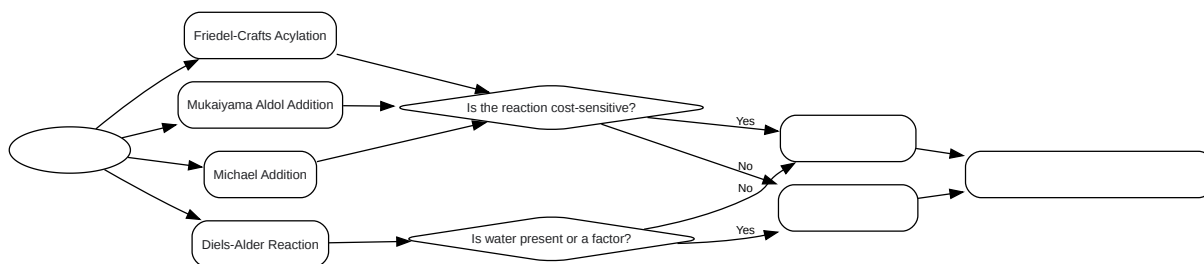 Friedel-Crafts Acylation
Mukaiyama Aldol Addition
Is the reaction cost-sensitive?
Yes
Michael Addition
No
No
Diels-Alder Reaction
Is water present or a factor?
Yes